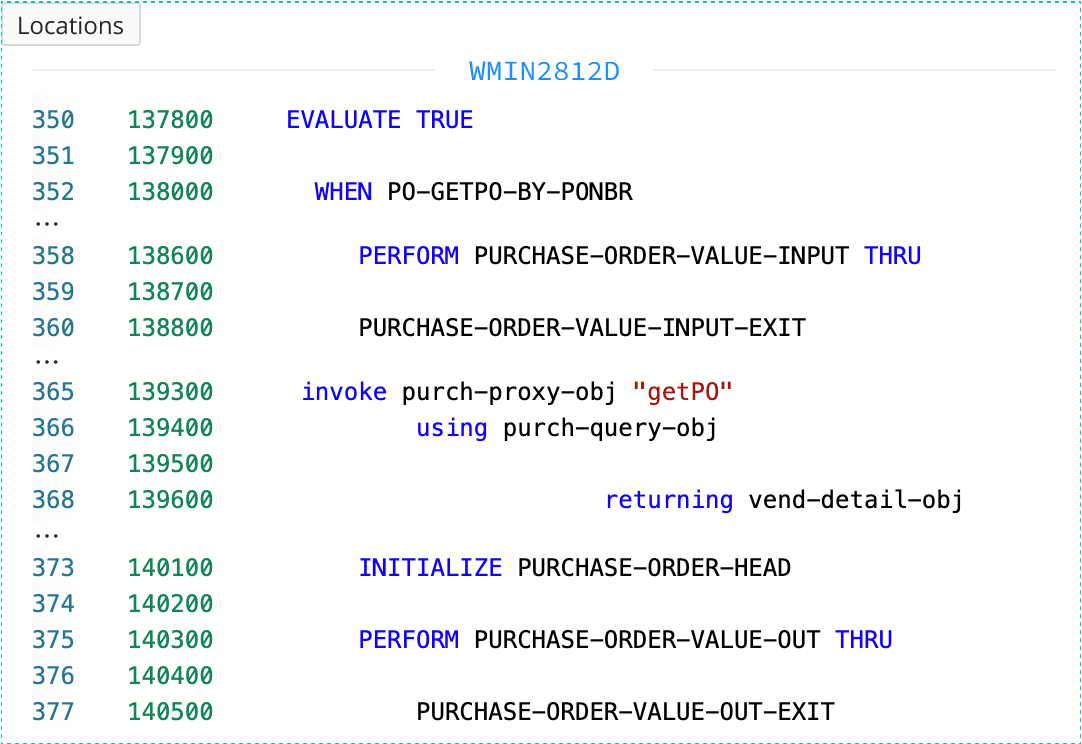 Locations
WMIN2812D
350 137800 EVALUATE TRUE
351 137900
352 138000 WHEN PO-GETPO-BY-PONBR
...
358 138600 PERFORM PURCHASE-ORDER-VALUE-INPUT THRU
359 138700
360 138800 PURCHASE-ORDER-VALUE-INPUT-EXIT
...
365 139300 invoke purch-proxy-obj "getPO"
366 139400 using purch-query-obj
367 139500
368 139600 returning vend-detail-obj
...
373 140100 INITIALIZE PURCHASE-ORDER-HEAD
374 140200
375 140300 PERFORM PURCHASE-ORDER-VALUE-OUT THRU
376 140400
377 140500 PURCHASE-ORDER-VALUE-OUT-EXIT